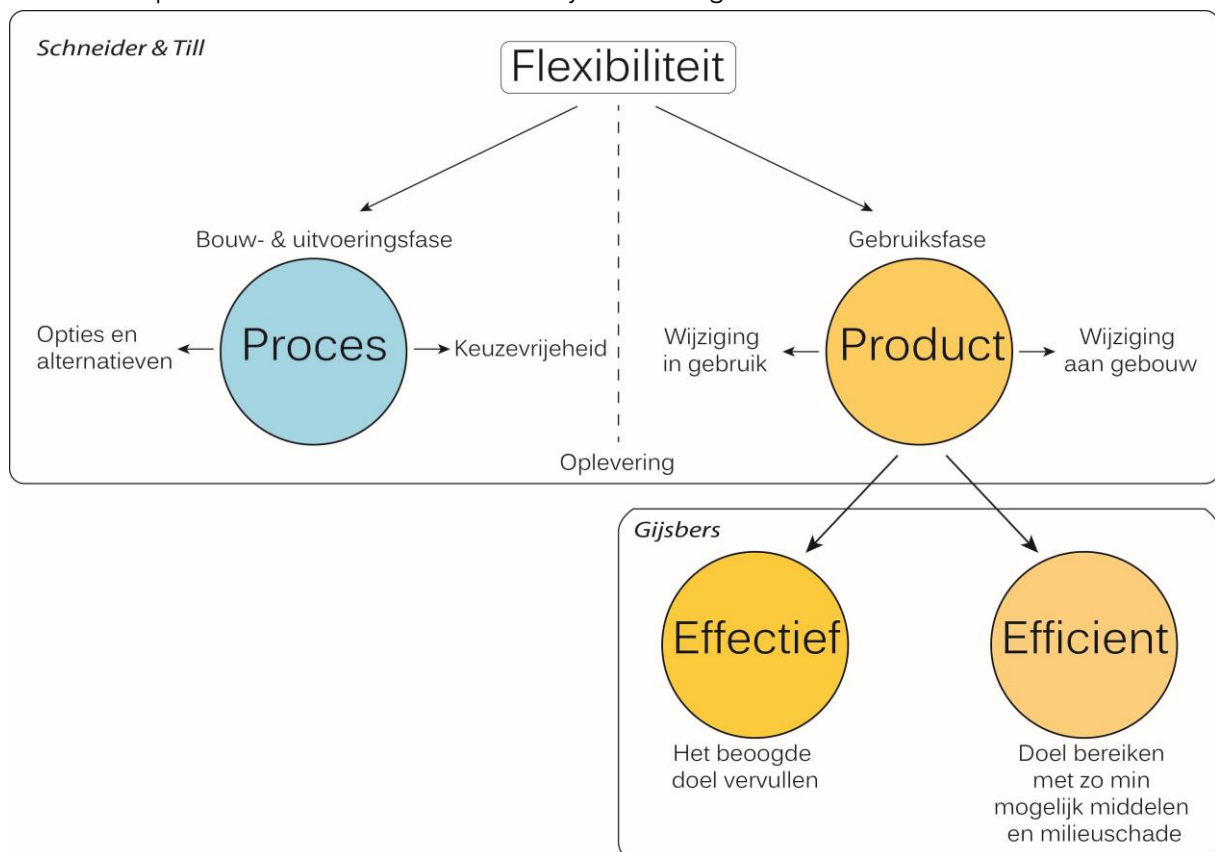 Schneider & Till
Flexibiliteit
Bouw- & uitvoeringsfase
Gebruiksfase
Opties en
alternatieven
Proces
Keuzevrijeheid
Wijziging
in gebruik
Product
Wijziging
aan gebouw
Oplevering
Gijsbers
Effectief
Efficient
Het beoogde
doel vervullen
Doel bereiken
met zo min
mogelijk middelen
en milieuschade